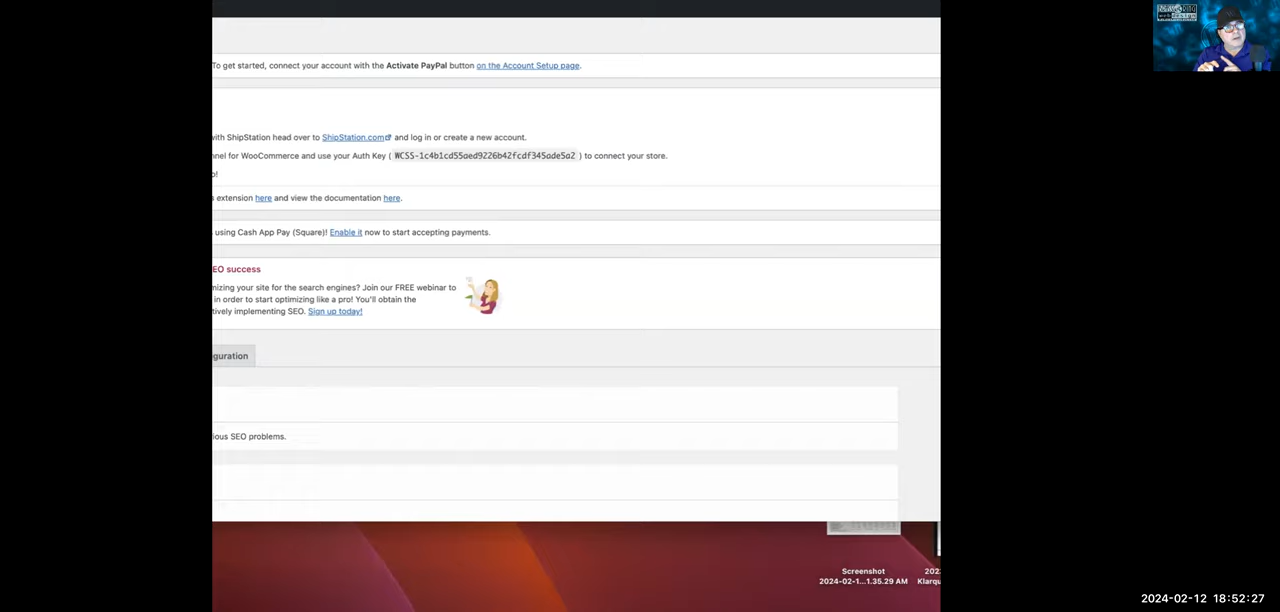 To get started, connect your account with the Activate PayPal button on the Account Setup page.
with ShipStation head over to ShipStation.com and log in or create a new account.
nnel for WooCommerce and use your Auth Key ( WCSS-1c4b1cd55aed9226b42fcdf345ade5a2 ) to connect your store.
o!
s extension here and view the documentation here.
using Cash App Pay (Square)! Enable it now to start accepting payments.
EO success
mizing your site for the search engines? Join our FREE webinar to
in order to start optimizing like a pro! You'll obtain the
tively implementing SEO. Sign up today!
guration
ious SEO problems.
Screenshot
2024-02-1...1.35.29 AM
202
Klarqu
web design
2024-02-12 18:52:27